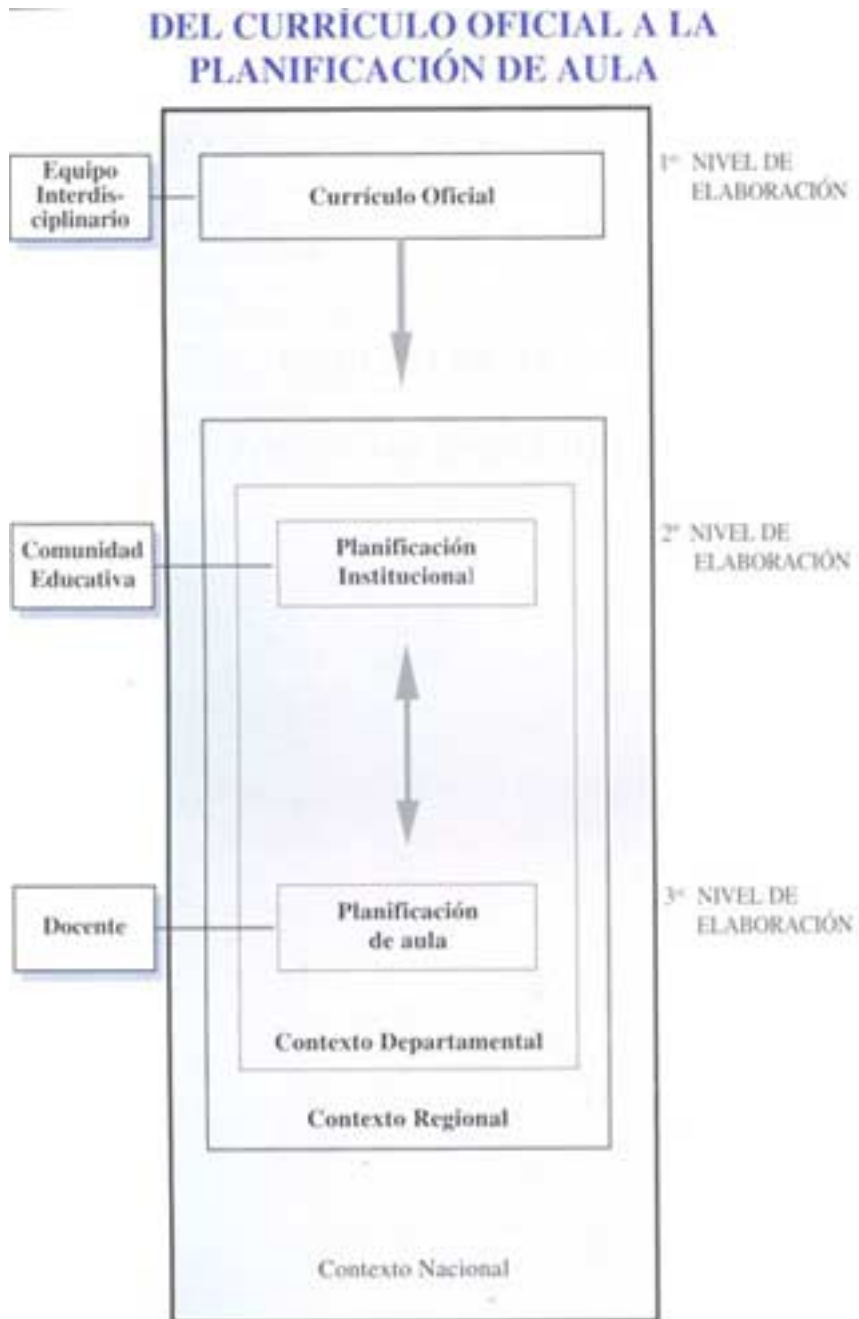 DEL CURRÍCULO OFICIAL A LA
PLANIFICACIÓN DE AULA
Equipo
Interdis-
ciplinario
Currículo Oficial
1er NIVEL DE
ELABORACIÓN
Comunidad
Educativa
Planificación
Institucional
2º NIVEL DE
ELABORACIÓN
Docente
Planificación
de aula
3er NIVEL DE
ELABORACIÓN
Contexto Departamental
Contexto Regional
Contexto Nacional